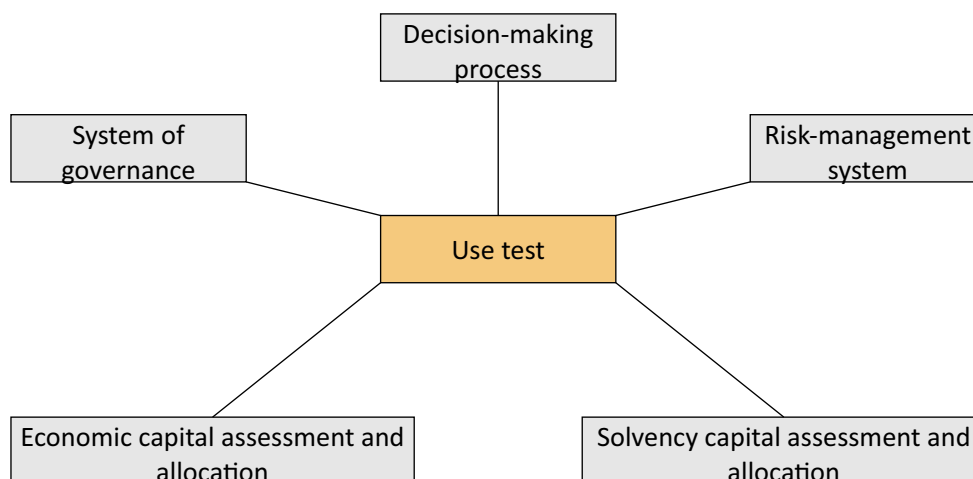 Decision-making
process
System of
governance
Risk-management
system
Use test
Economic capital assessment and
allocation
Solvency capital assessment and
allocation